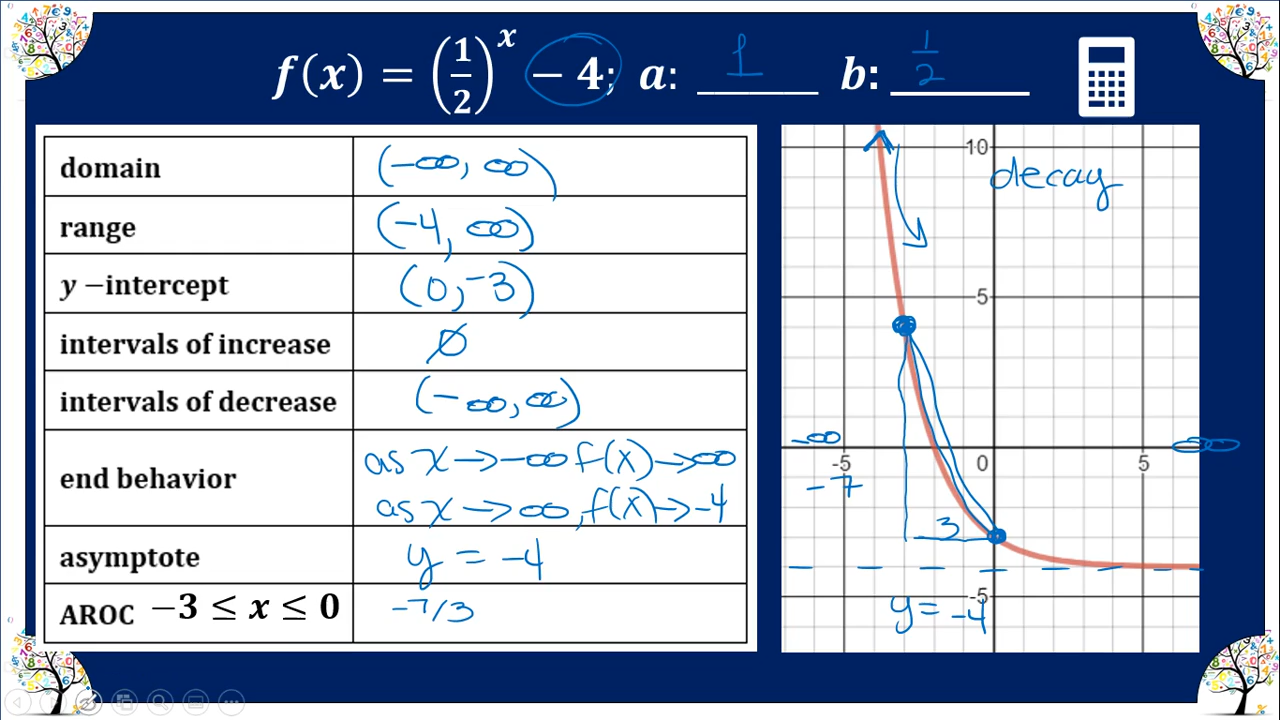 f(x) = (1/2)^x − 4; a: 1 b: 1/2
domain (-∞, ∞)
range (-4, ∞)
y −intercept (0, -3)
intervals of increase ∅
intervals of decrease (-∞, ∞)
end behavior as x → -∞ f(x) → ∞
as x → ∞, f(x) → -4
asymptote y = -4
AROC −3 ≤ x ≤ 0 -7/3
10
decay
5
-∞ ∞
-5 0 5
-7
3
-5
y = -4